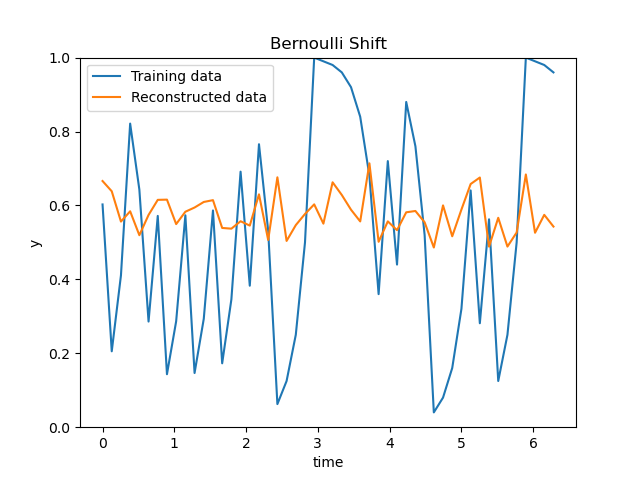 Bernoulli Shift
Training data
Reconstructed data
1.0
0.8
0.6
0.4
0.2
0.0
y
0 1 2 3 4 5 6
time